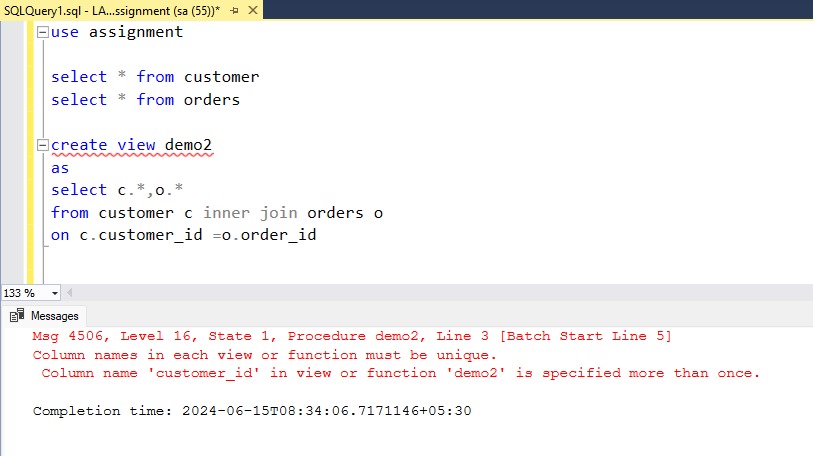 SQLQuery1.sql - LA...ssignment (sa (55))*
use assignment
select * from customer
select * from orders
create view demo2
as
select c.*,o.*
from customer c inner join orders o
on c.customer_id =o.order_id
133 %
Messages
Msg 4506, Level 16, State 1, Procedure demo2, Line 3 [Batch Start Line 5]
Column names in each view or function must be unique.
Column name 'customer_id' in view or function 'demo2' is specified more than once.
Completion time: 2024-06-15T08:34:06.7171146+05:30